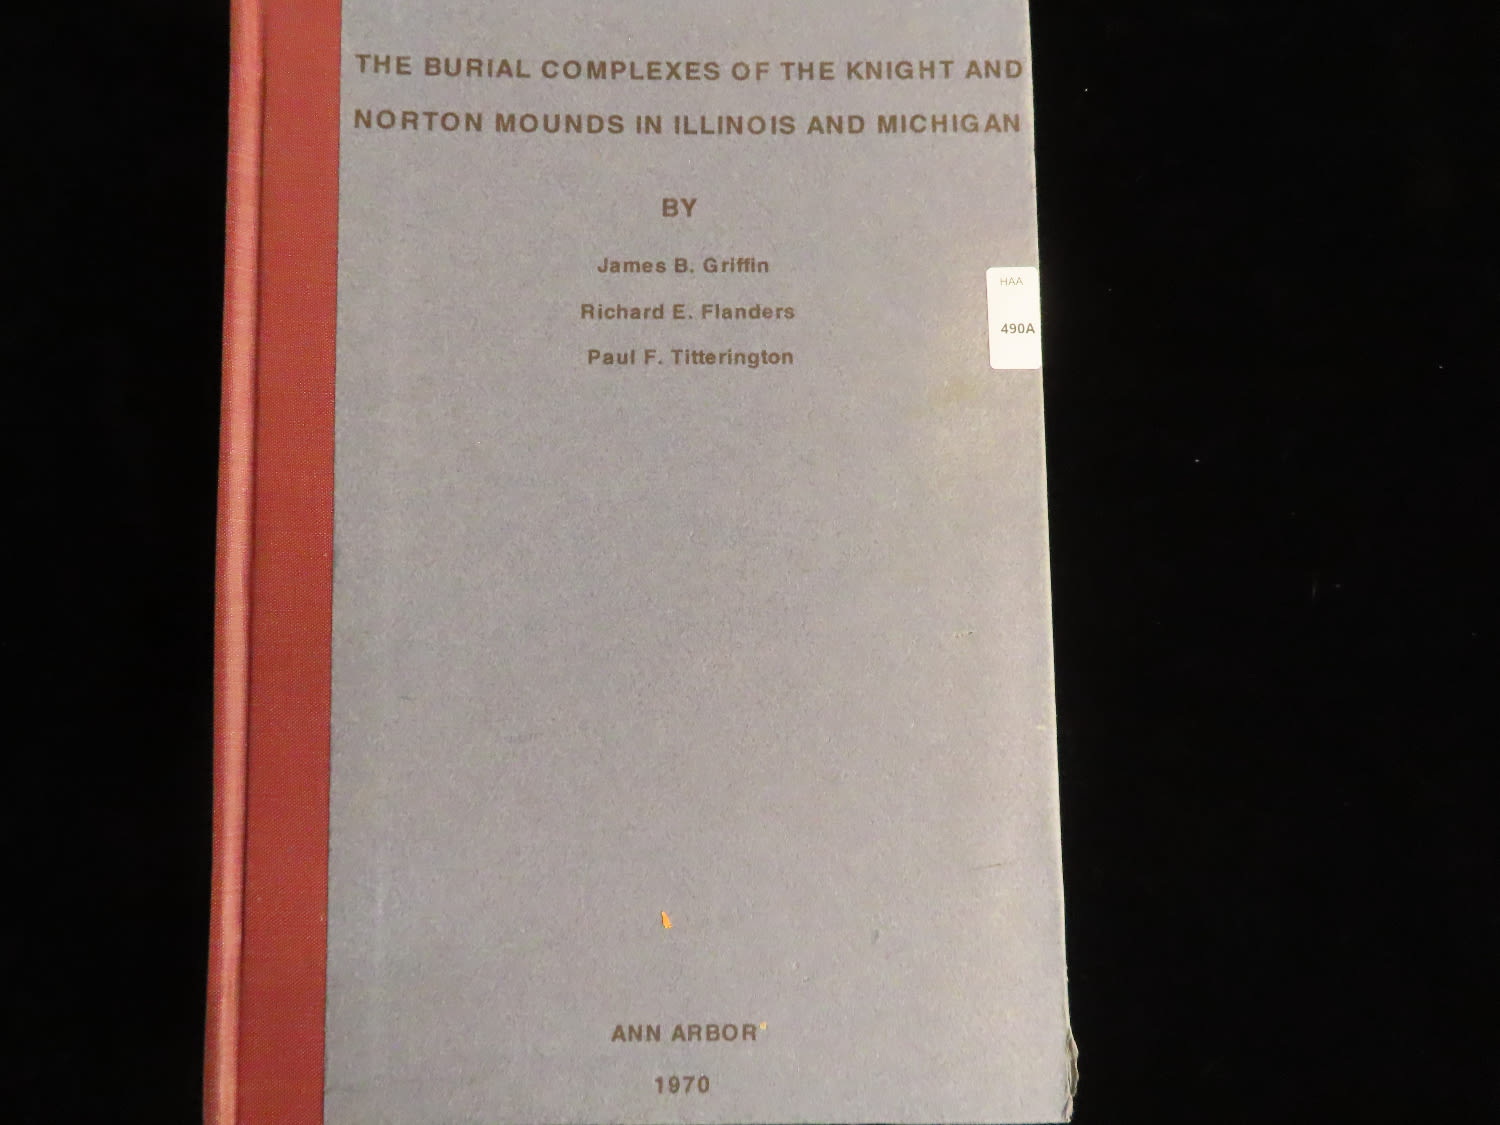 THE BURIAL COMPLEXES OF THE KNIGHT AND
NORTON MOUNDS IN ILLINOIS AND MICHIGAN
BY
James B. Griffin
Richard E. Flanders
Paul F. Titterington
HAA
490A
ANN ARBOR
1970